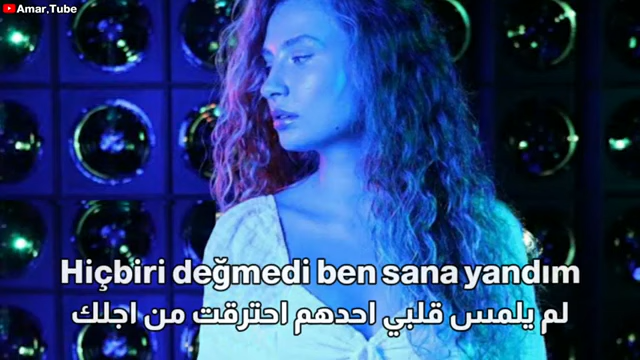 Amar,Tube
Hiçbiri değmedi ben sana yandım
لم يلمس قلبي احدهم احترقت من اجلك